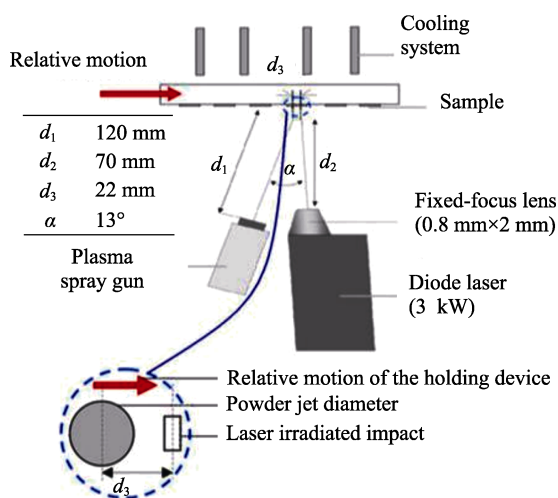 Cooling
system
Relative motion
d₃
Sample
d₁ 120 mm
d₂ 70 mm
d₃ 22 mm
α 13°
d₁
α
d₂
Fixed-focus lens
(0.8 mm×2 mm)
Plasma
spray gun
Diode laser
(3 kW)
Relative motion of the holding device
Powder jet diameter
Laser irradiated impact
d₃